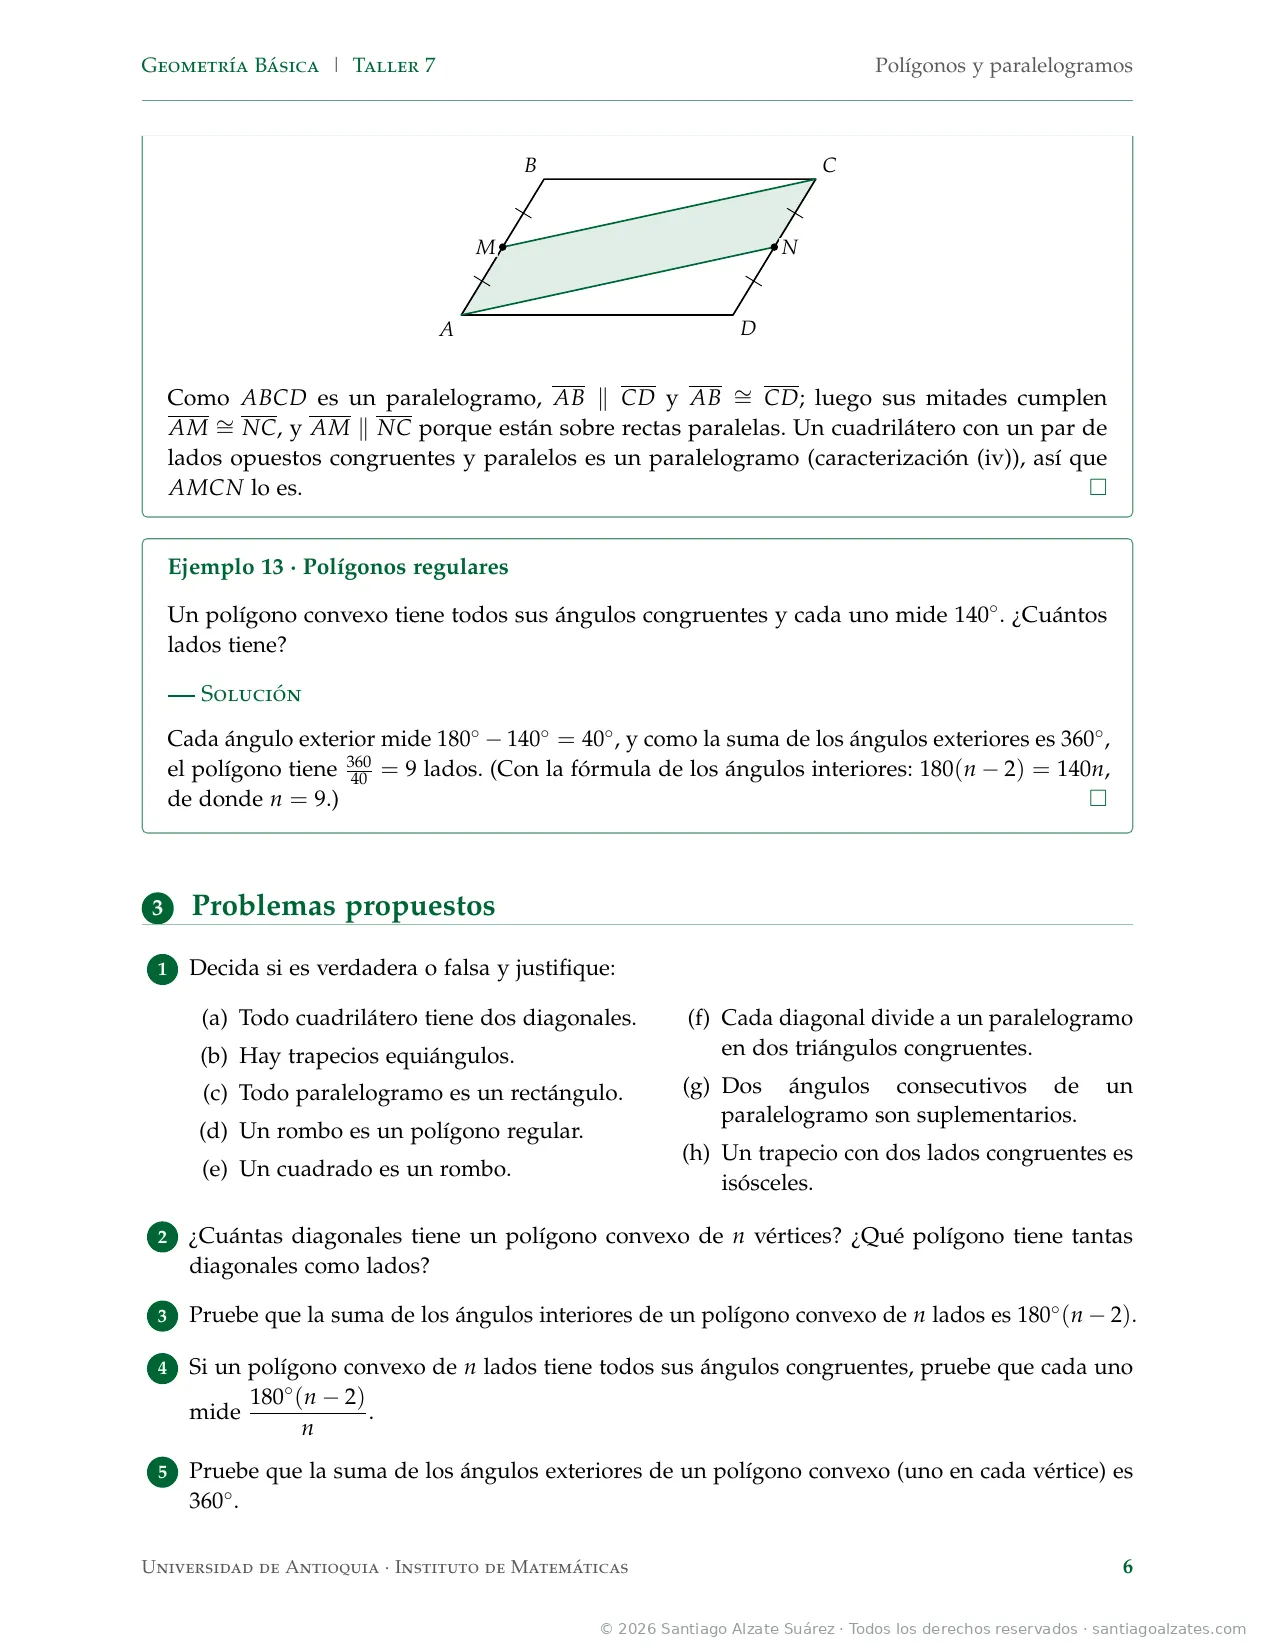 Geometría Básica | Taller 7 Polígonos y paralelogramos
B C
M N
A D
Como ABCD es un paralelogramo, A̅B̅ ∥ C̅D̅ y A̅B̅ ≅ C̅D̅; luego sus mitades cumplen
A̅M̅ ≅ N̅C̅, y A̅M̅ ∥ N̅C̅ porque están sobre rectas paralelas. Un cuadrilátero con un par de
lados opuestos congruentes y paralelos es un paralelogramo (caracterización (iv)), así que
AMCN lo es. □
Ejemplo 13 · Polígonos regulares
Un polígono convexo tiene todos sus ángulos congruentes y cada uno mide 140°. ¿Cuántos
lados tiene?
— Solución
Cada ángulo exterior mide 180° − 140° = 40°, y como la suma de los ángulos exteriores es 360°,
el polígono tiene 360/40 = 9 lados. (Con la fórmula de los ángulos interiores: 180(n − 2) = 140n,
de donde n = 9.) □
3 Problemas propuestos
1 Decida si es verdadera o falsa y justifique:
(a) Todo cuadrilátero tiene dos diagonales.
(b) Hay trapecios equiángulos.
(c) Todo paralelogramo es un rectángulo.
(d) Un rombo es un polígono regular.
(e) Un cuadrado es un rombo.
(f) Cada diagonal divide a un paralelogramo
en dos triángulos congruentes.
(g) Dos ángulos consecutivos de un
paralelogramo son suplementarios.
(h) Un trapecio con dos lados congruentes es
isósceles.
2 ¿Cuántas diagonales tiene un polígono convexo de n vértices? ¿Qué polígono tiene tantas
diagonales como lados?
3 Pruebe que la suma de los ángulos interiores de un polígono convexo de n lados es 180°(n − 2).
4 Si un polígono convexo de n lados tiene todos sus ángulos congruentes, pruebe que cada uno
mide 180°(n − 2)/n.
5 Pruebe que la suma de los ángulos exteriores de un polígono convexo (uno en cada vértice) es
360°.
Universidad de Antioquia · Instituto de Matemáticas 6
© 2026 Santiago Alzate Suárez · Todos los derechos reservados · santiagoalzates.com